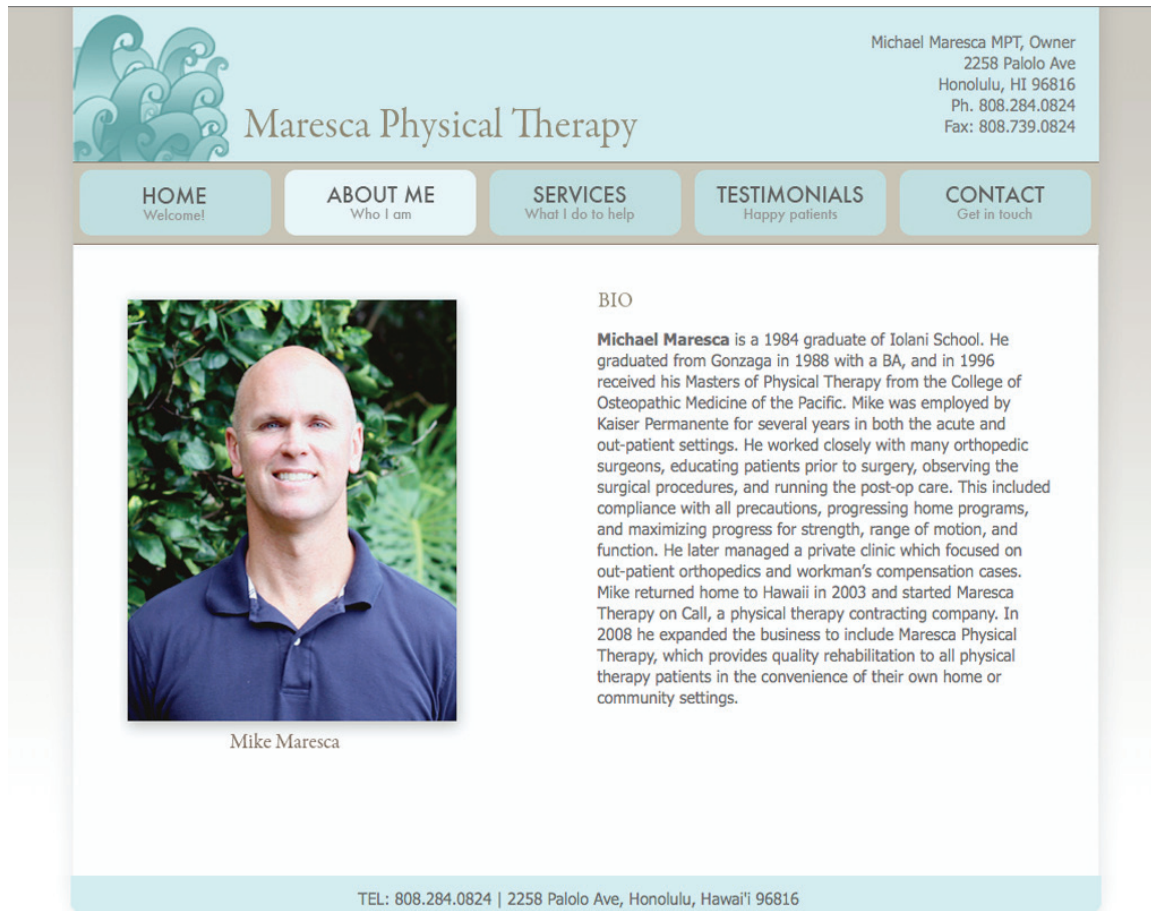 Michael Maresca MPT, Owner
2258 Palolo Ave
Honolulu, HI 96816
Ph. 808.284.0824
Fax: 808.739.0824
Maresca Physical Therapy
HOME
Welcome!
ABOUT ME
Who I am
SERVICES
What I do to help
TESTIMONIALS
Happy patients
CONTACT
Get in touch
BIO
Michael Maresca is a 1984 graduate of Iolani School. He
graduated from Gonzaga in 1988 with a BA, and in 1996
received his Masters of Physical Therapy from the College of
Osteopathic Medicine of the Pacific. Mike was employed by
Kaiser Permanente for several years in both the acute and
out-patient settings. He worked closely with many orthopedic
surgeons, educating patients prior to surgery, observing the
surgical procedures, and running the post-op care. This included
compliance with all precautions, progressing home programs,
and maximizing progress for strength, range of motion, and
function. He later managed a private clinic which focused on
out-patient orthopedics and workman’s compensation cases.
Mike returned home to Hawaii in 2003 and started Maresca
Therapy on Call, a physical therapy contracting company. In
2008 he expanded the business to include Maresca Physical
Therapy, which provides quality rehabilitation to all physical
therapy patients in the convenience of their own home or
community settings.
Mike Maresca
TEL: 808.284.0824 | 2258 Palolo Ave, Honolulu, Hawai'i 96816